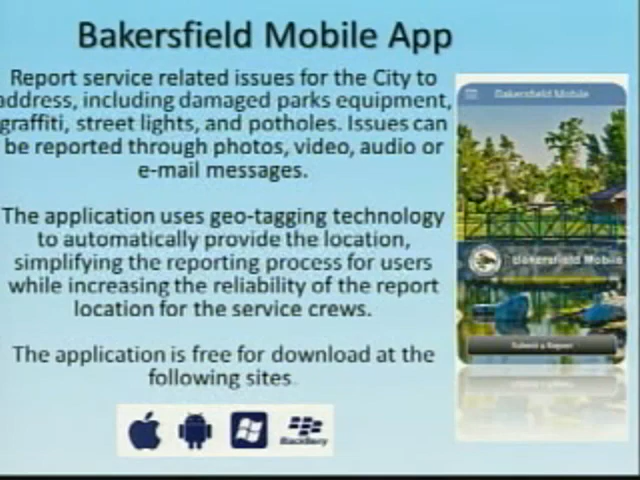 Bakersfield Mobile App
Report service related issues for the City to
address, including damaged parks equipment,
graffiti, street lights, and potholes. Issues can
be reported through photos, video, audio or
e-mail messages.
The application uses geo-tagging technology
to automatically provide the location,
simplifying the reporting process for users
while increasing the reliability of the report
location for the service crews.
The application is free for download at the
following sites
Bakersfield Mobile
Bakersfield Mobile
Submit a Report
BlackBerry